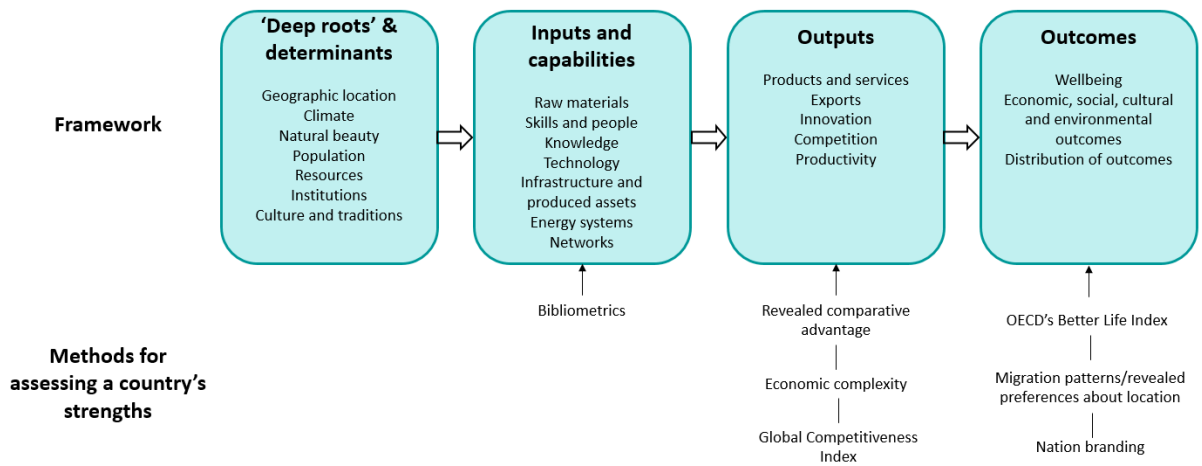 Framework
‘Deep roots’ &
determinants
Geographic location
Climate
Natural beauty
Population
Resources
Institutions
Culture and traditions
Inputs and
capabilities
Raw materials
Skills and people
Knowledge
Technology
Infrastructure and
produced assets
Energy systems
Networks
Outputs
Products and services
Exports
Innovation
Competition
Productivity
Outcomes
Wellbeing
Economic, social, cultural
and environmental
outcomes
Distribution of outcomes
Methods for
assessing a country’s
strengths
Bibliometrics
Revealed comparative
advantage
Economic complexity
Global Competitiveness
Index
OECD’s Better Life Index
Migration patterns/revealed
preferences about location
Nation branding